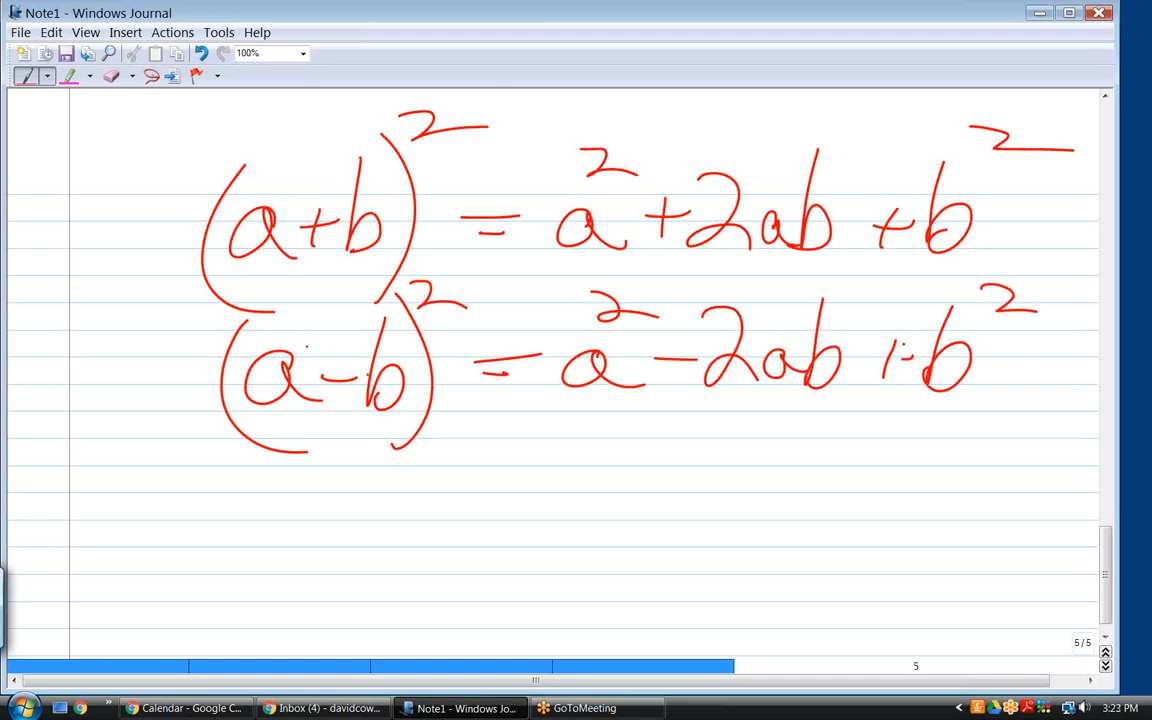 Note1 - Windows Journal
File Edit View Insert Actions Tools Help
100%
(a+b)² = a² + 2ab + b²
(a-b)² = a² - 2ab + b²
5/5
5
Calendar - Google C...
Inbox (4) - davidcow...
Windows Jo...
GoToMeeting
3:23 PM